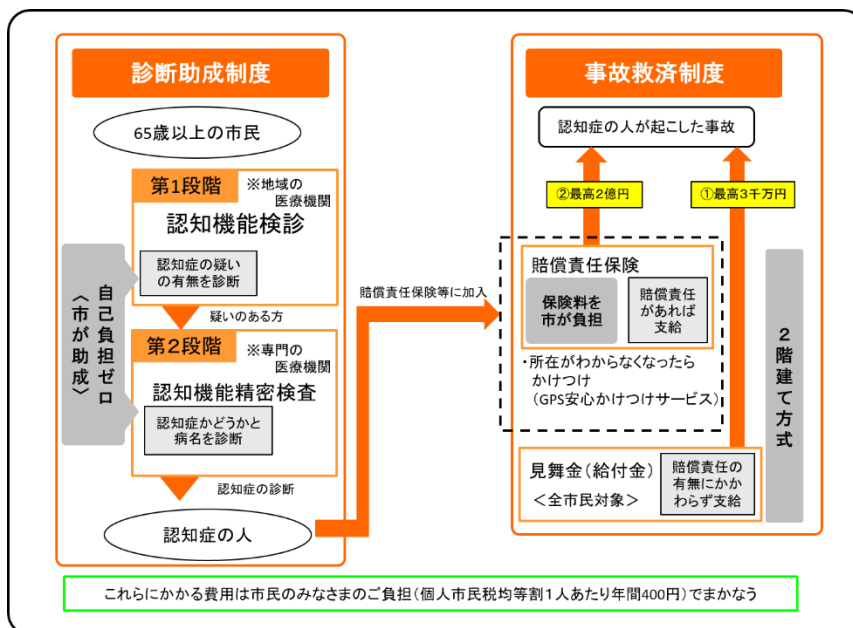 診断助成制度
65歳以上の市民
第1段階
※地域の
医療機関
認知機能検診
認知症の疑い
の有無を診断
疑いのある方
自己負担ゼロ
〈市が助成〉
第2段階
※専門の
医療機関
認知機能精密検査
認知症かどうかと
病名を診断
認知症の診断
認知症の人
賠償責任保険等に加入
事故救済制度
認知症の人が起こした事故
②最高2億円
①最高3千万円
賠償責任保険
保険料を
市が負担
賠償責任
があれば
支給
・所在がわからなくなったら
かけつけ
(GPS安心かけつけサービス)
見舞金(給付金)
<全市民対象>
賠償責任の
有無にかか
わらず支給
2階建て方式
これらにかかる費用は市民のみなさまのご負担(個人市民税均等割1人あたり年間400円)でまかなう